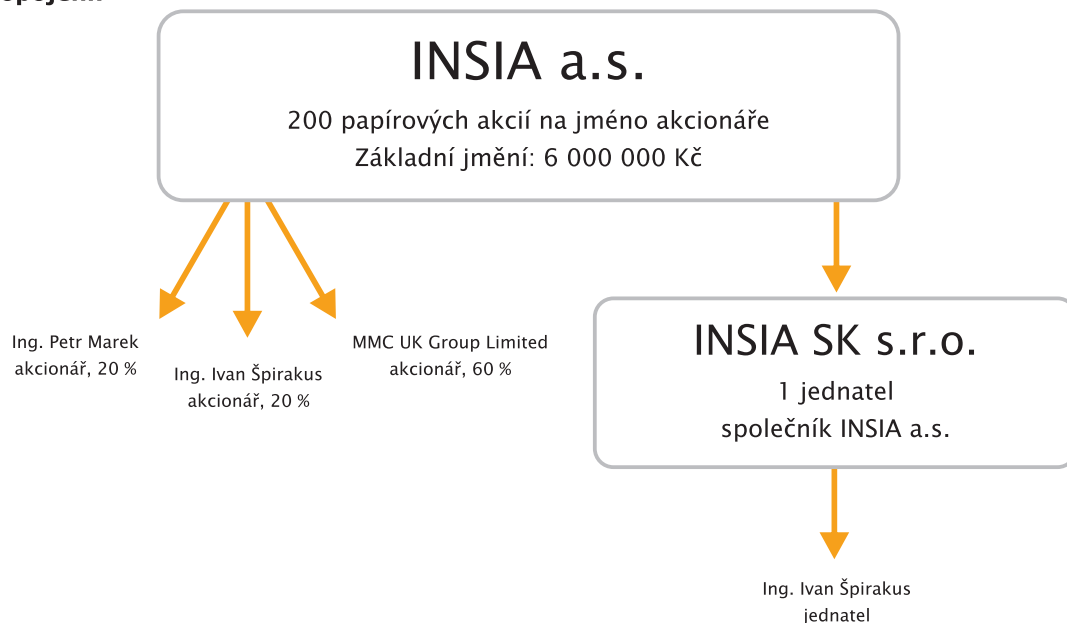 INSIA a.s.
200 papírových akcií na jméno akcionáře
Základní jmění: 6 000 000 Kč
Ing. Petr Marek
akcionář, 20 %
Ing. Ivan Špirakus
akcionář, 20 %
MMC UK Group Limited
akcionář, 60 %
INSIA SK s.r.o.
1 jednatel
společník INSIA a.s.
Ing. Ivan Špirakus
jednatel